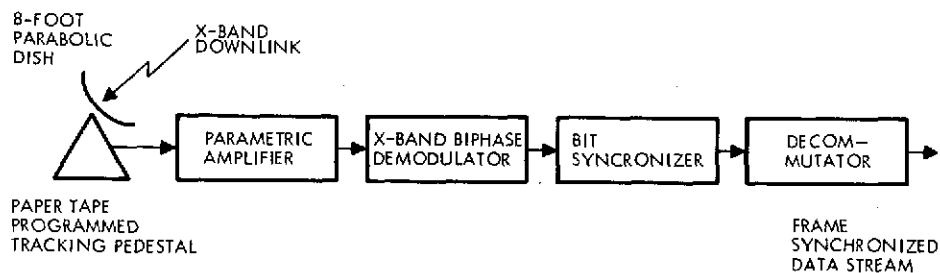 8-FOOT
PARABOLIC
DISH
X-BAND
DOWNLINK
PARAMETRIC
AMPLIFIER
X-BAND BIPHASE
DEMODULATOR
BIT
SYNCRONIZER
DECOM-
MUTATOR
PAPER TAPE
PROGRAMMED
TRACKING PEDESTAL
FRAME
SYNCHRONIZED
DATA STREAM